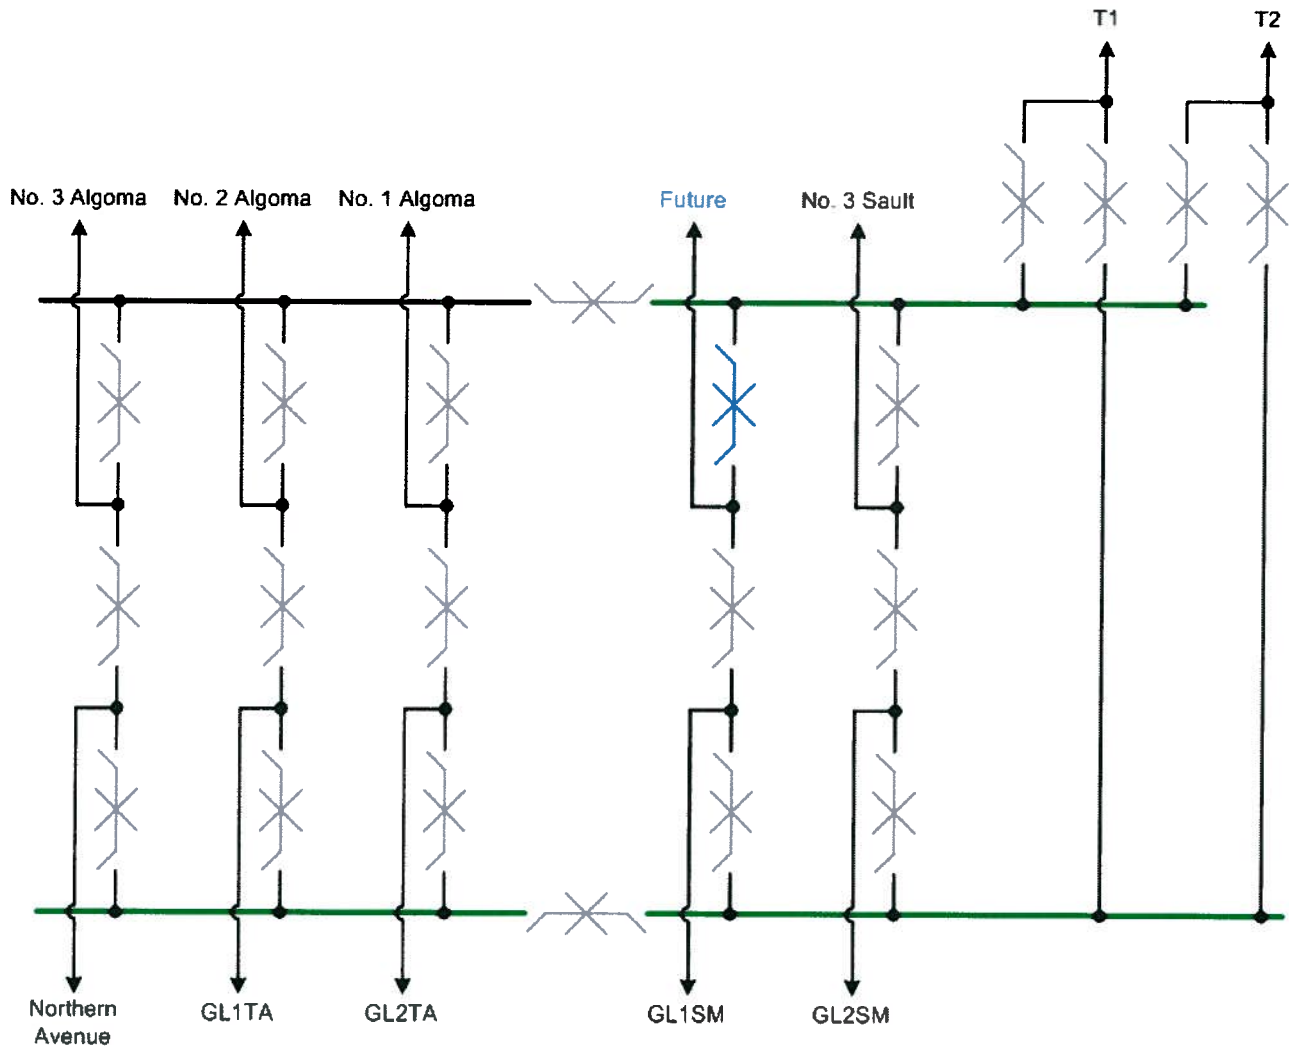 T1
T2
No. 3 Algoma
No. 2 Algoma
No. 1 Algoma
Future
No. 3 Sault
Northern
Avenue
GL1TA
GL2TA
GL1SM
GL2SM